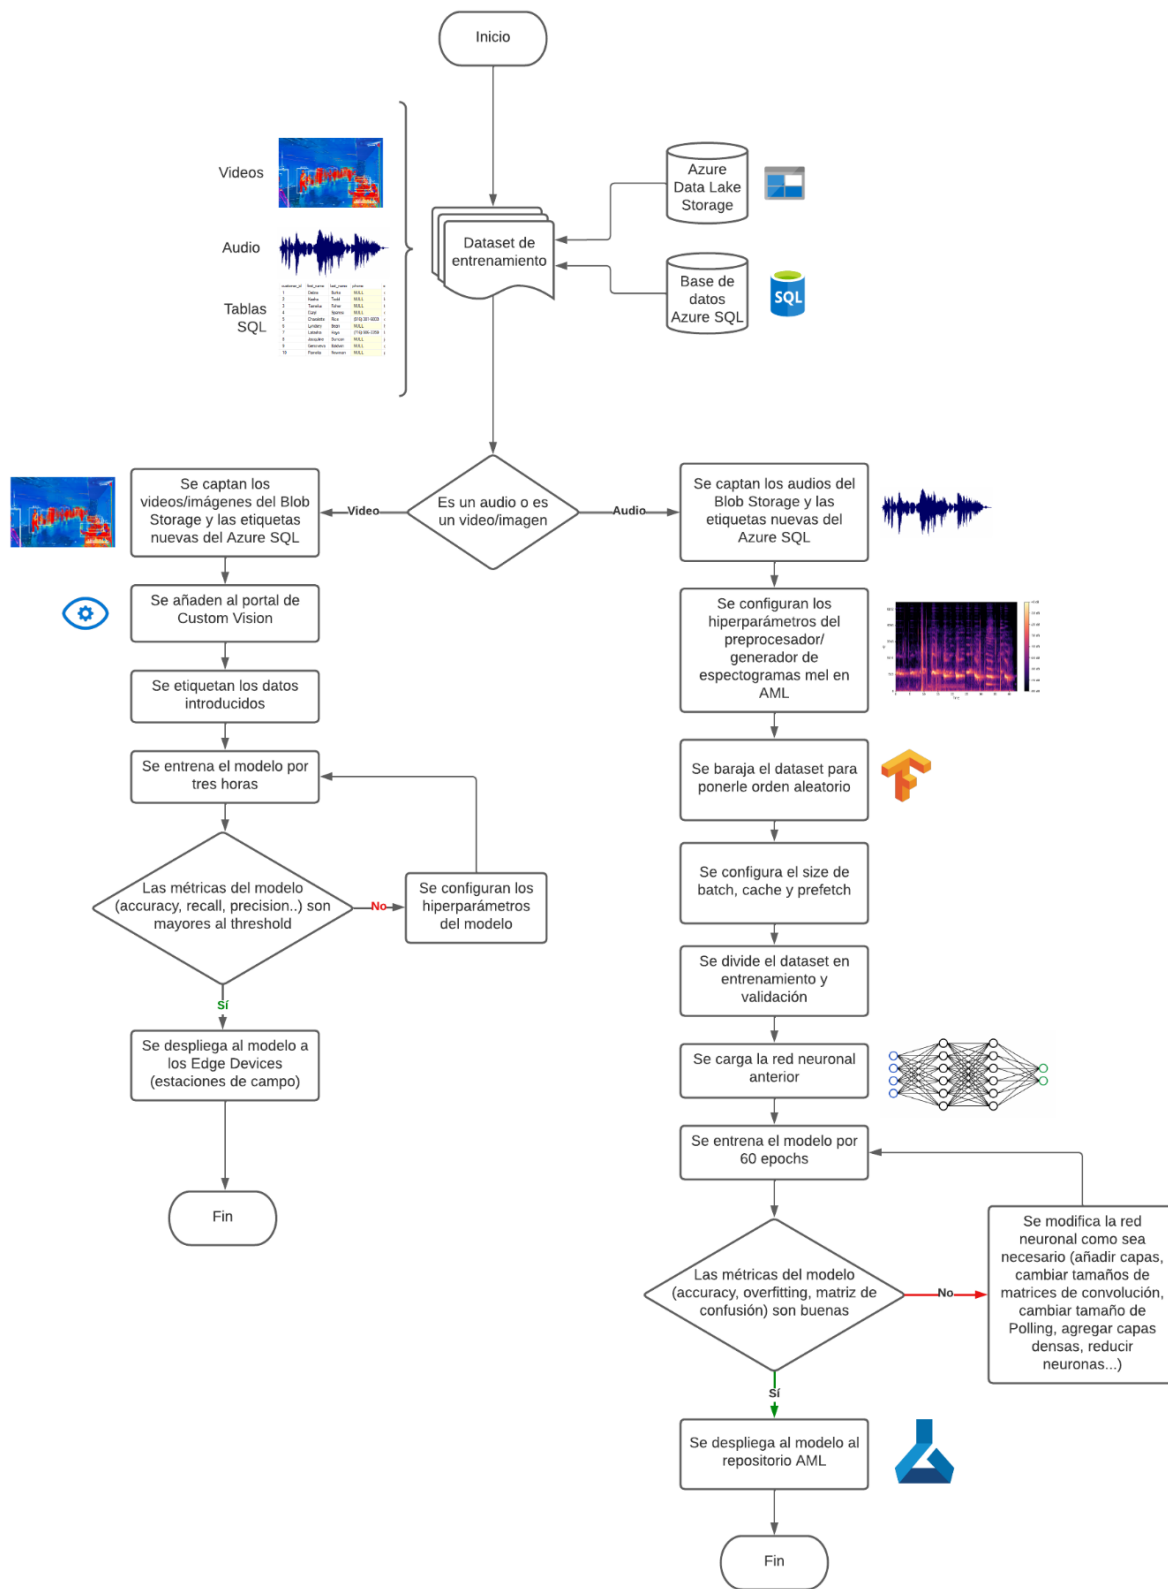 Inicio
Videos
Audio
Tablas
SQL
Azure
Data Lake
Storage
Dataset de
entrenamiento
Base de
datos
Azure SQL
SQL
Se captan los
videos/imágenes del Blob
Storage y las etiquetas
nuevas del Azure SQL
Video
Es un audio o es
un video/imagen
Audio
Se captan los audios del
Blob Storage y las
etiquetas nuevas del
Azure SQL
Se añaden al portal de
Custom Vision
Se etiquetan los datos
introducidos
Se entrena el modelo por
tres horas
Las métricas del modelo
(accuracy, recall, precision..) son
mayores al threshold
No
Se configuran los
hiperparámetros
del modelo
Sí
Se despliega al modelo a
los Edge Devices
(estaciones de campo)
Fin
Se configuran los
hiperparámetros del
preprocesador/
generador de
espectogramas mel en
AML
Se baraja el dataset para
ponerle orden aleatorio
Se configura el size de
batch, cache y prefetch
Se divide el dataset en
entrenamiento y
validación
Se carga la red neuronal
anterior
Se entrena el modelo por
60 epochs
Las métricas del modelo
(accuracy, overfitting, matriz de
confusión) son buenas
No
Se modifica la red
neuronal como sea
necesario (añadir capas,
cambiar tamaños de
matrices de convolución,
cambiar tamaño de
Polling, agregar capas
densas, reducir
neuronas...)
Sí
Se despliega al modelo al
repositorio AML
Fin